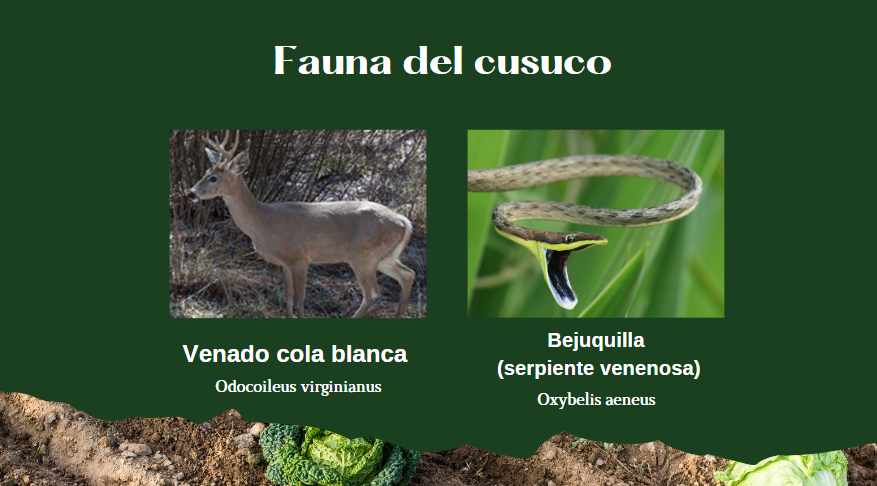 Fauna del cusuco
Venado cola blanca
Odocoileus virginianus
Bejuquilla
(serpiente venenosa)
Oxybelis aeneus